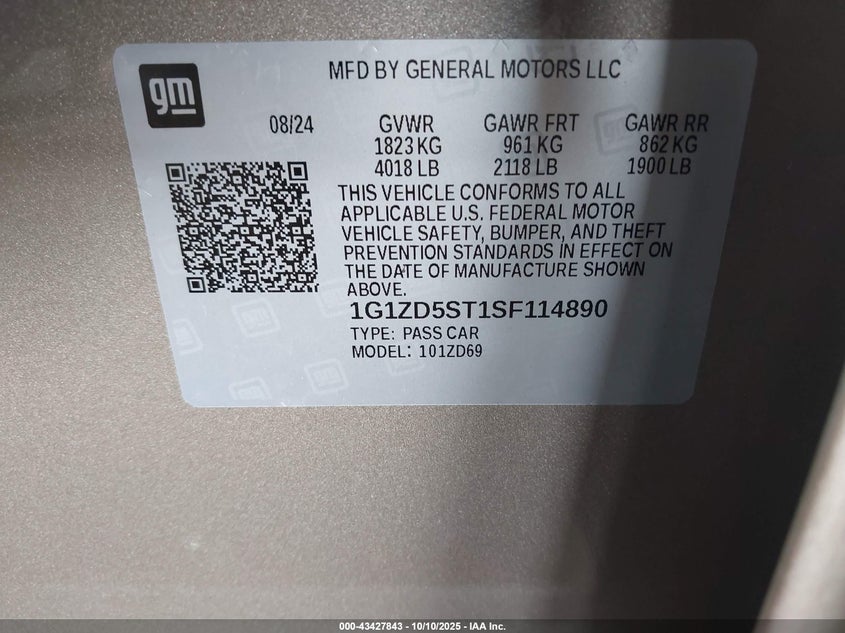 gm
MFD BY GENERAL MOTORS LLC
08/24 GVWR GAWR FRT GAWR RR
1823 KG 961 KG 862 KG
4018 LB 2118 LB 1900 LB
THIS VEHICLE CONFORMS TO ALL
APPLICABLE U.S. FEDERAL MOTOR
VEHICLE SAFETY, BUMPER, AND THEFT
PREVENTION STANDARDS IN EFFECT ON
THE DATE OF MANUFACTURE SHOWN
ABOVE.
1G1ZD5ST1SF114890
TYPE: PASS CAR
MODEL: 101ZD69
000-43427843 - 10/10/2025 - IAA Inc.